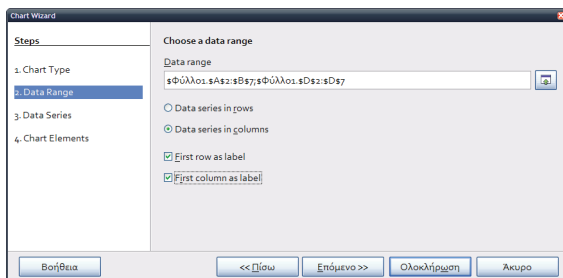 Chart Wizard
Steps
1. Chart Type
2. Data Range
3. Data Series
4. Chart Elements
Choose a data range
Data range
$Φύλλο1.$A$2:$B$7;$Φύλλο1.$D$2:$D$7
Data series in rows
Data series in columns
First row as label
First column as label
Βοήθεια
<< Πίσω
Επόμενο >>
Ολοκλήρωση
Άκυρο